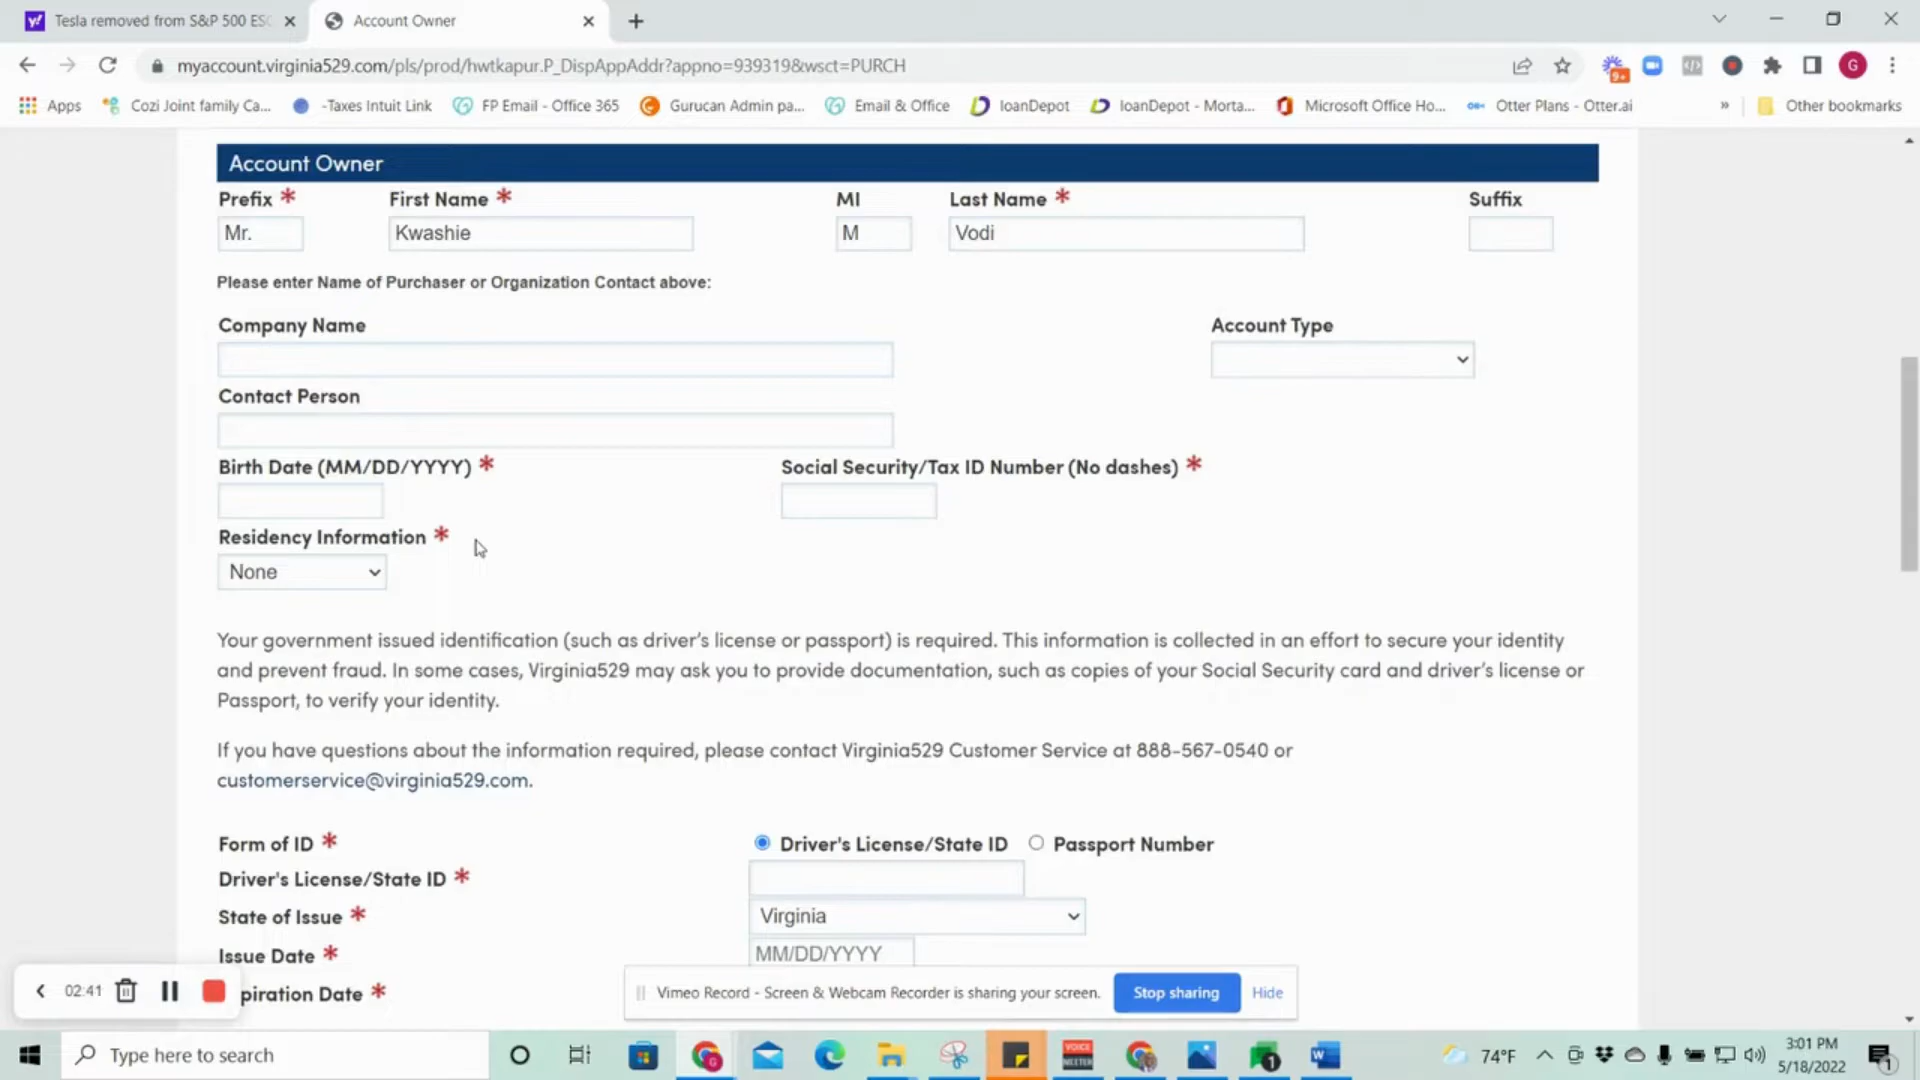 Tesla removed from S&P 500 ESG
Account Owner
myaccount.virginia529.com/pls/prod/hwtkapur.P_DispAppAddr?appno=939319&wsct=PURCH
9+
G
Apps
Cozi Joint family Ca...
-Taxes Intuit Link
FP Email - Office 365
Gurucan Admin pa...
Email & Office
loanDepot
loanDepot - Morta...
Microsoft Office Ho...
Otter Plans - Otter.ai
»
Other bookmarks
Account Owner
Prefix * First Name * MI Last Name * Suffix
Mr. Kwashie M Vodi
Please enter Name of Purchaser or Organization Contact above:
Company Name Account Type
Contact Person
Birth Date (MM/DD/YYYY) * Social Security/Tax ID Number (No dashes) *
Residency Information *
None
Your government issued identification (such as driver's license or passport) is required. This information is collected in an effort to secure your identity
and prevent fraud. In some cases, Virginia529 may ask you to provide documentation, such as copies of your Social Security card and driver's license or
Passport, to verify your identity.
If you have questions about the information required, please contact Virginia529 Customer Service at 888-567-0540 or
customerservice@virginia529.com.
Form of ID * Driver's License/State ID Passport Number
Driver's License/State ID *
State of Issue * Virginia
Issue Date * MM/DD/YYYY
piration Date *
02:41
Vimeo Record - Screen & Webcam Recorder is sharing your screen. Stop sharing Hide
Type here to search
VOICE
MEETER
1
74°F
3:01 PM
5/18/2022
1